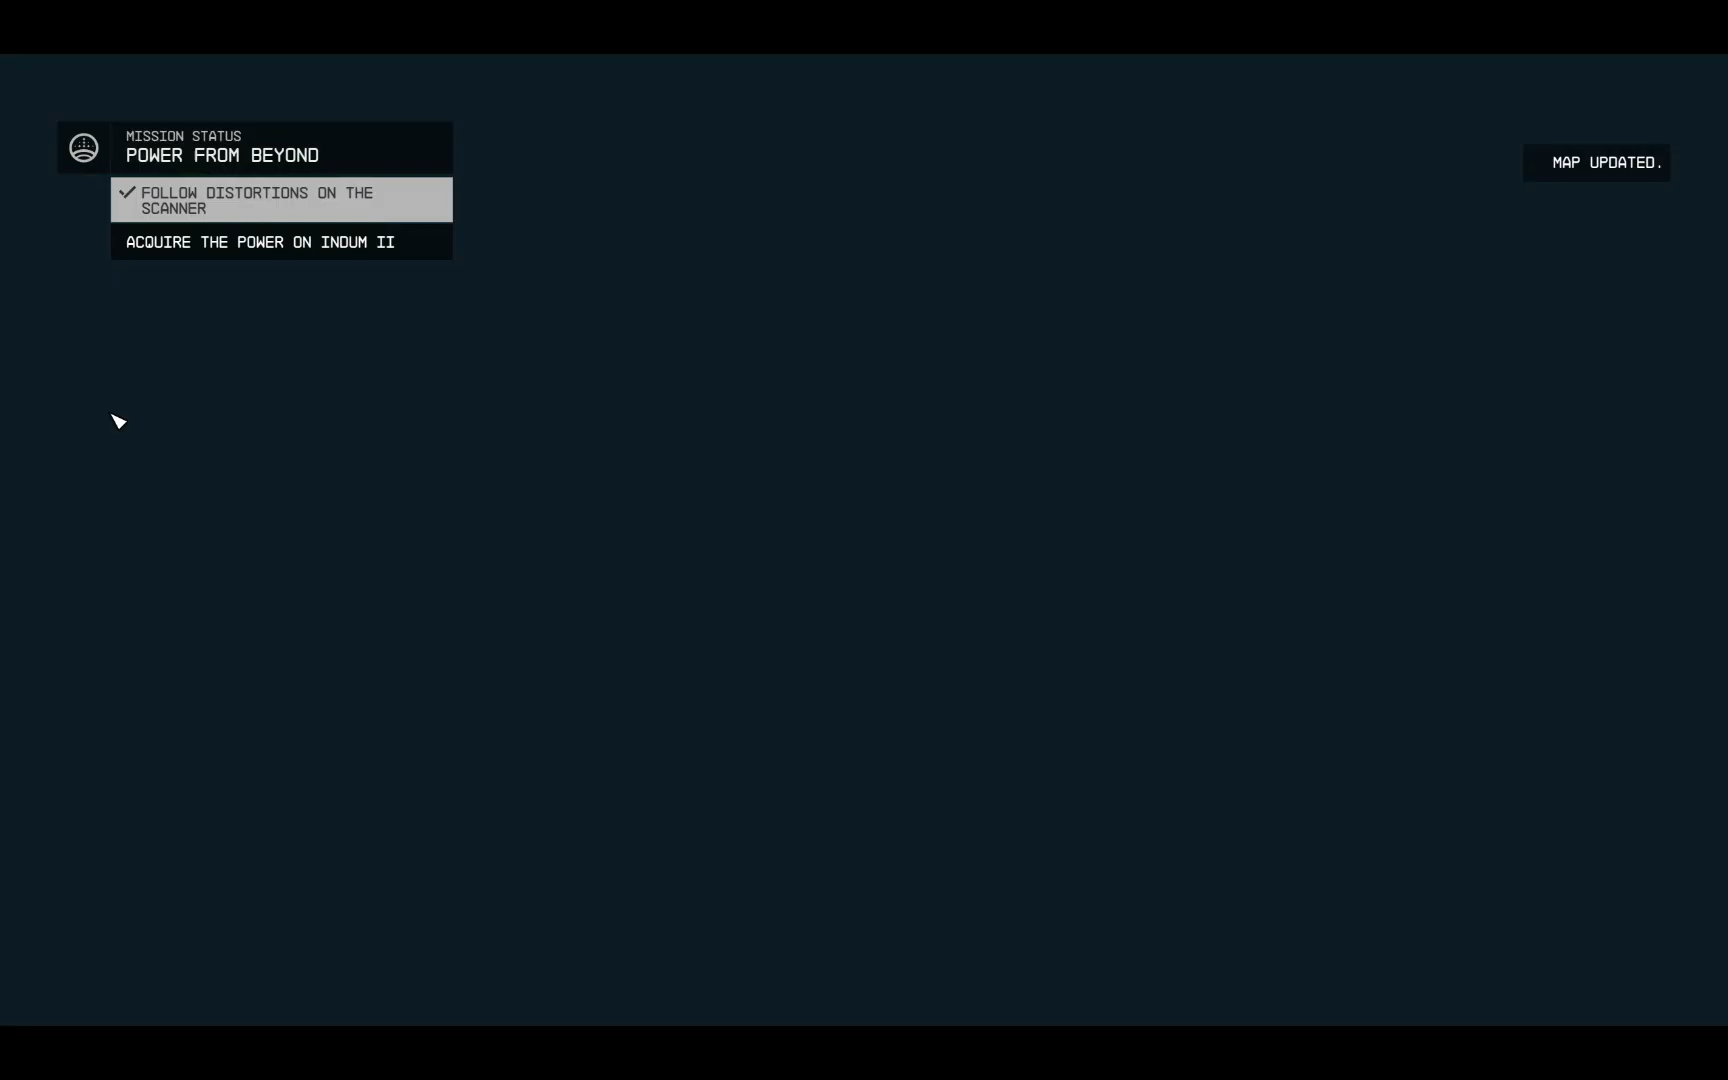 MISSION STATUS
POWER FROM BEYOND
FOLLOW DISTORTIONS ON THE
SCANNER
ACQUIRE THE POWER ON INDUM II
MAP UPDATED.